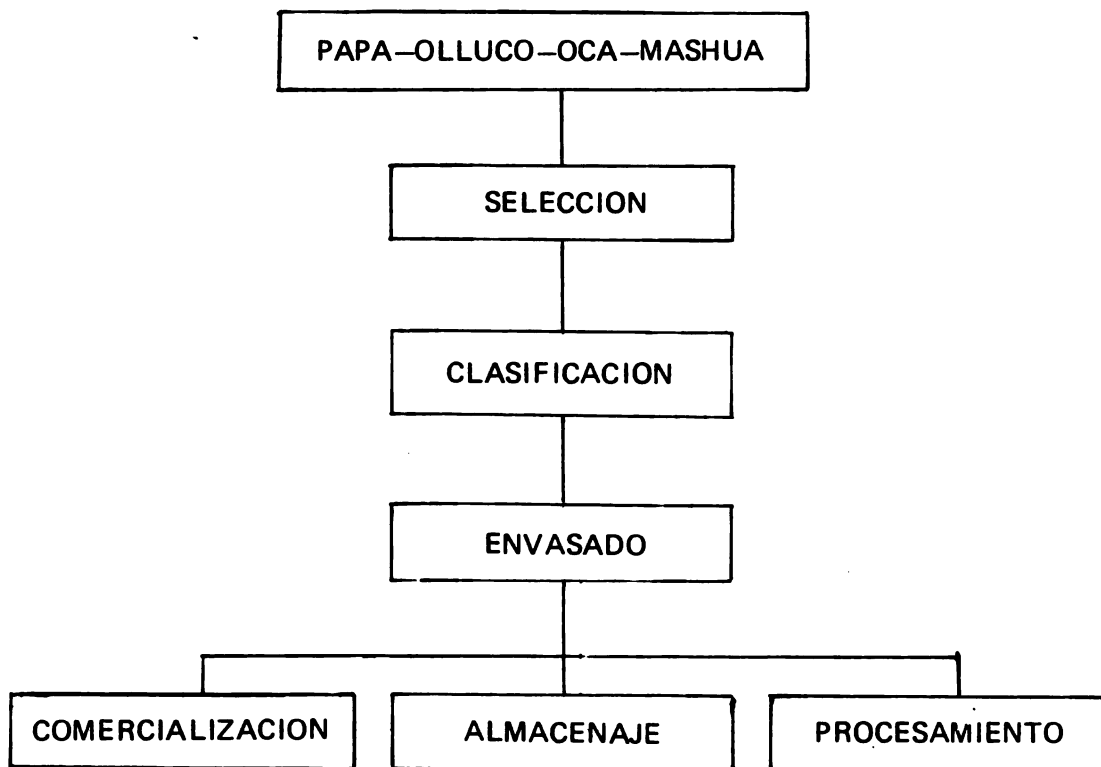 PAPA—OLLUCO—OCA—MASHUA
SELECCION
CLASIFICACION
ENVASADO
COMERCIALIZACION
ALMACENAJE
PROCESAMIENTO